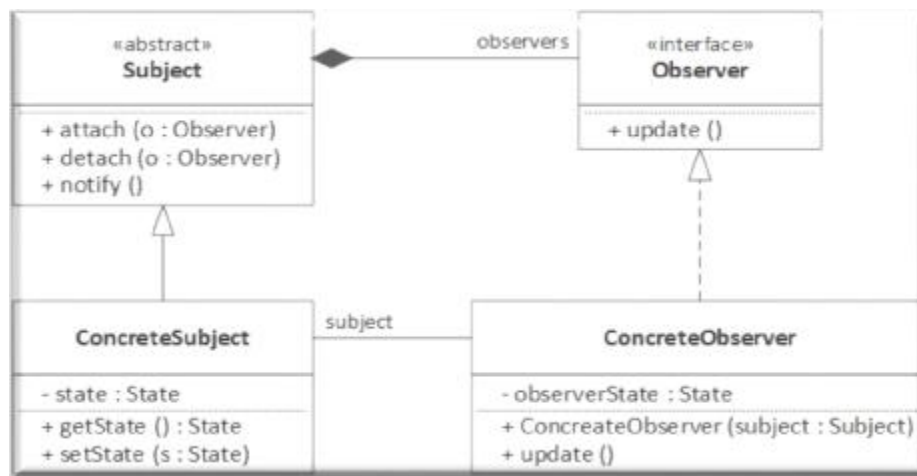 «abstract»
Subject
+ attach (o : Observer)
+ detach (o : Observer)
+ notify ()
observers
«interface»
Observer
+ update ()
ConcreteSubject
- state : State
+ getState () : State
+ setState (s : State)
subject
ConcreteObserver
- observerState : State
+ ConcreateObserver (subject : Subject)
+ update ()